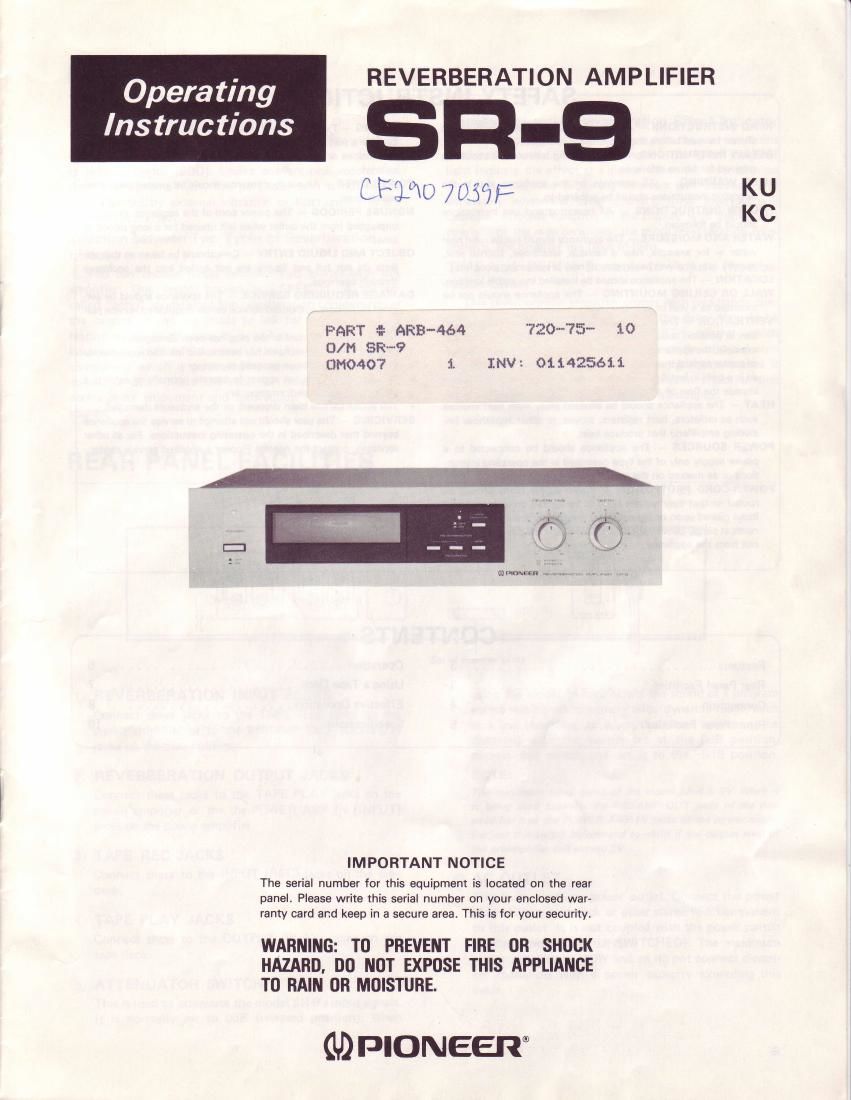 Operating
Instructions
REVERBERATION AMPLIFIER
SR-9
CF2907039F
KU
KC
PART # ARB-464 720-75- 10
O/M SR-9
OM0407 1 INV: 011425611
PIONEER
IMPORTANT NOTICE
The serial number for this equipment is located on the rear
panel. Please write this serial number on your enclosed war-
ranty card and keep in a secure area. This is for your security.
WARNING: TO PREVENT FIRE OR SHOCK
HAZARD, DO NOT EXPOSE THIS APPLIANCE
TO RAIN OR MOISTURE.
PIONEER®